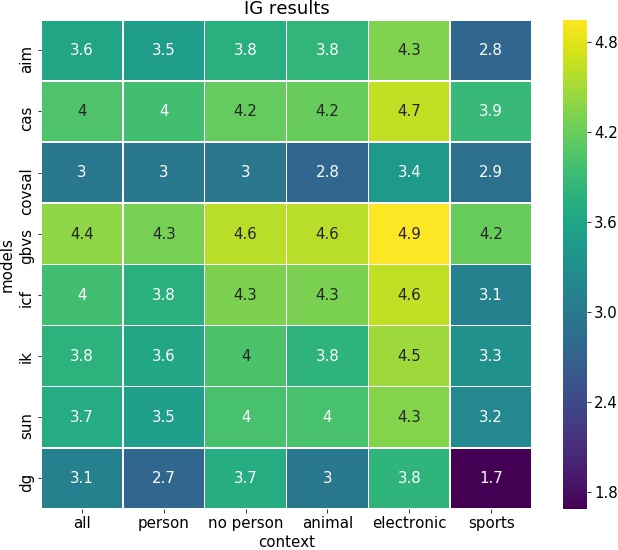 IG results
aim 3.6 3.5 3.8 3.8 4.3 2.8
cas 4 4 4.2 4.2 4.7 3.9
covsal 3 3 3 2.8 3.4 2.9
gbvs 4.4 4.3 4.6 4.6 4.9 4.2
icf 4 3.8 4.3 4.3 4.6 3.1
ik 3.8 3.6 4 3.8 4.5 3.3
sun 3.7 3.5 4 4 4.3 3.2
dg 3.1 2.7 3.7 3 3.8 1.7
models
all person no person animal electronic sports
context
4.8
4.2
3.6
3.0
2.4
1.8